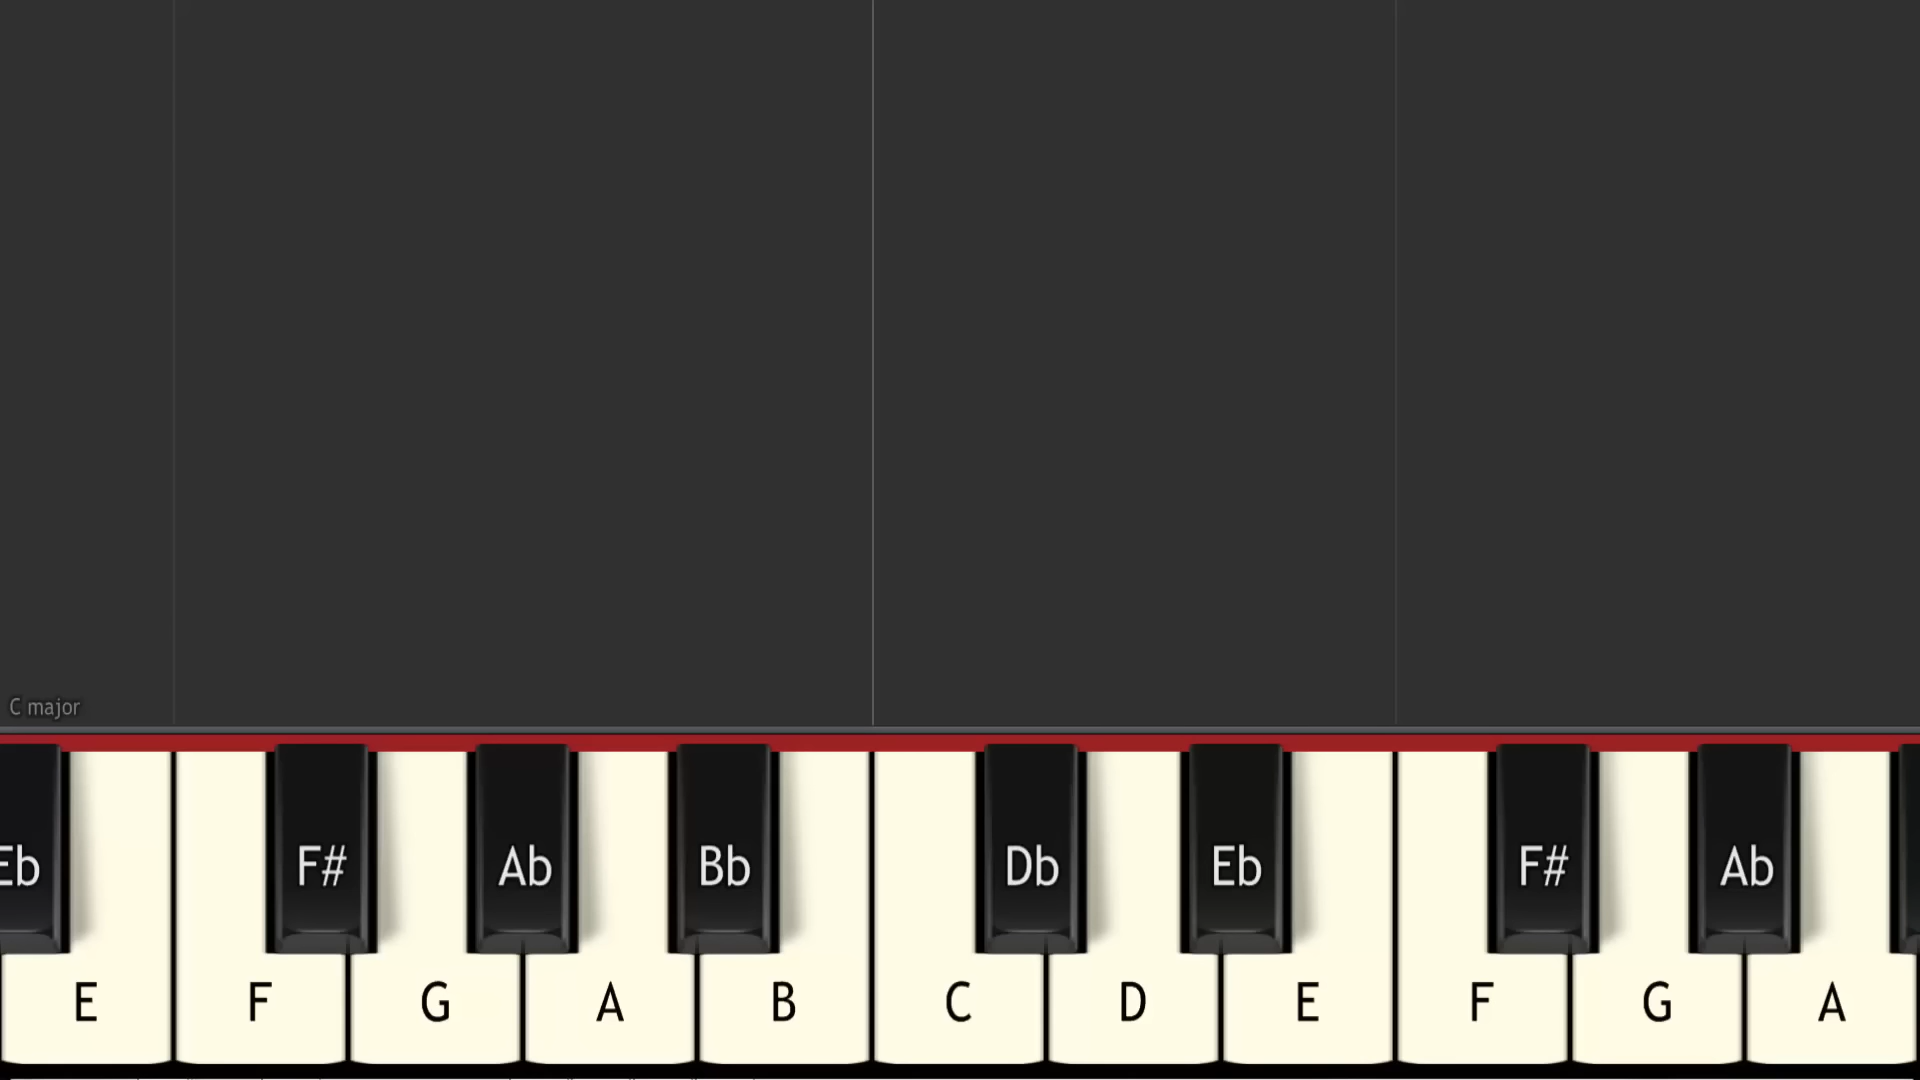 C major
Eb F# Ab Bb Db Eb F# Ab
E F G A B C D E F G A